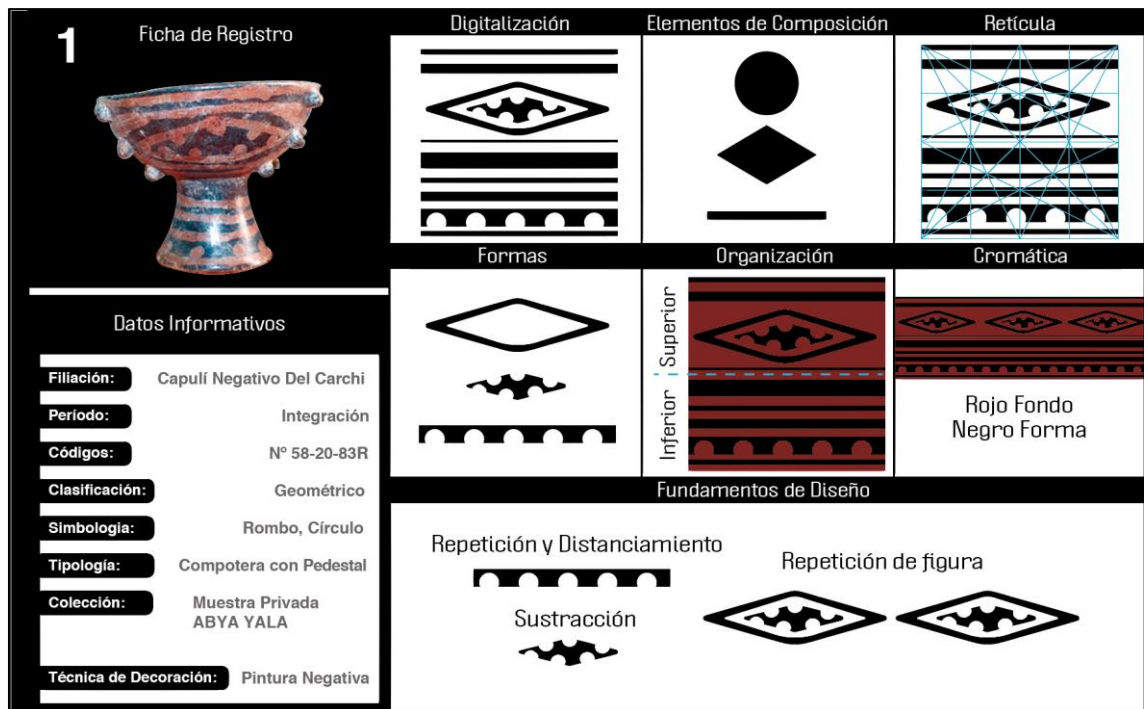 1
Ficha de Registro
Datos Informativos
Filiación: Capulí Negativo Del Carchi
Período: Integración
Códigos: Nº 58-20-83R
Clasificación: Geométrico
Simbologia: Rombo, Círculo
Tipología: Compotera con Pedestal
Colección: Muestra Privada
ABYA YALA
Técnica de Decoración: Pintura Negativa
Digitalización
Elementos de Composición
Retícula
Formas
Organización
Superior
Inferior
Cromática
Rojo Fondo
Negro Forma
Fundamentos de Diseño
Repetición y Distanciamiento
Sustracción
Repetición de figura